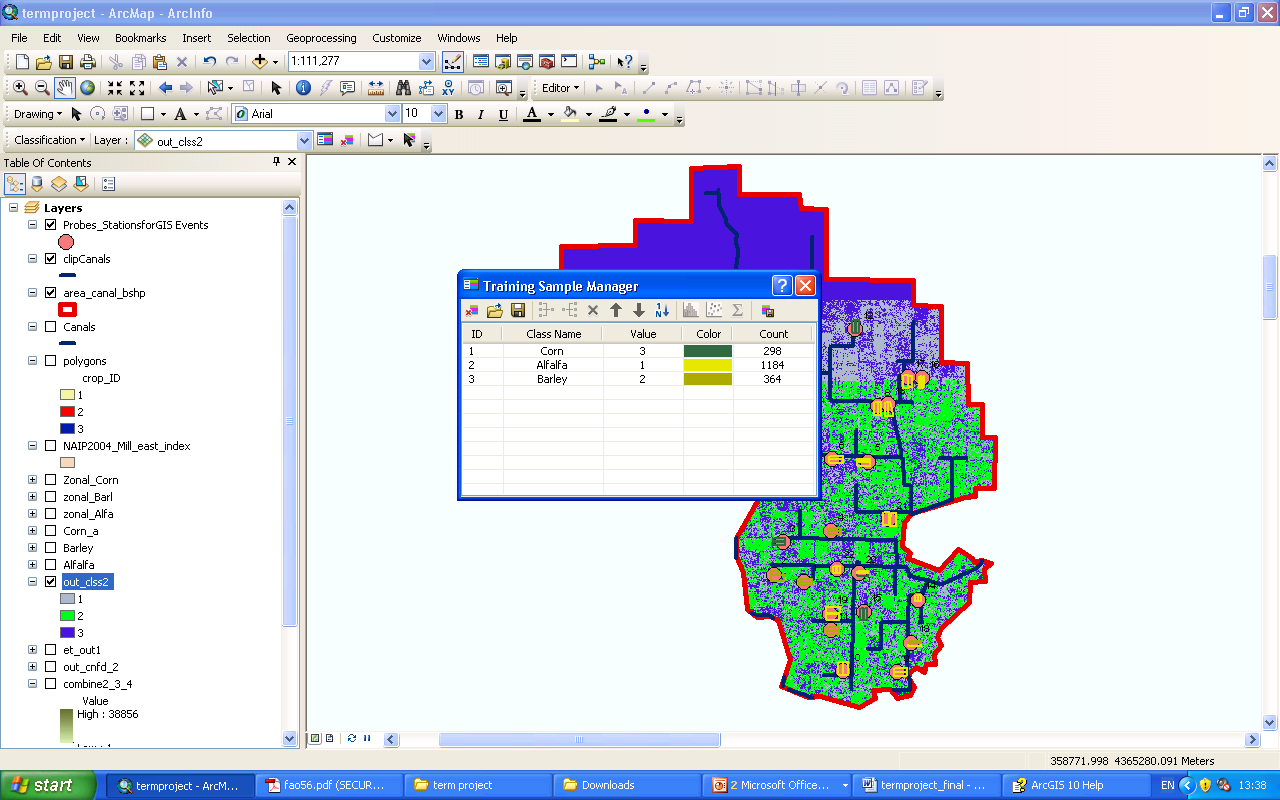 termproject - ArcMap - ArcInfo
File Edit View Bookmarks Insert Selection Geoprocessing Customize Windows Help
1:111,277
Editor
Drawing Arial 10 B I U A
Classification Layer : out_clss2
Table Of Contents
Layers
Probes_StationsforGIS Events
clipCanals
area_canal_bshp
Canals
polygons
crop_ID
1
2
3
NAIP2004_Mill_east_index
Zonal_Corn
zonal_Barl
zonal_Alfa
Corn_a
Barley
Alfalfa
out_clss2
1
2
3
et_out1
out_cnfd_2
combine2_3_4
Value
High : 38856
Training Sample Manager
ID Class Name Value Color Count
1 Corn 3 298
2 Alfalfa 1 1184
3 Barley 2 364
358771.998 4365280.091 Meters
start termproject - ArcM... fao56.pdf (SECUR... term project Downloads 2 Microsoft Office... termproject_final - ... ArcGIS 10 Help EN 13:38